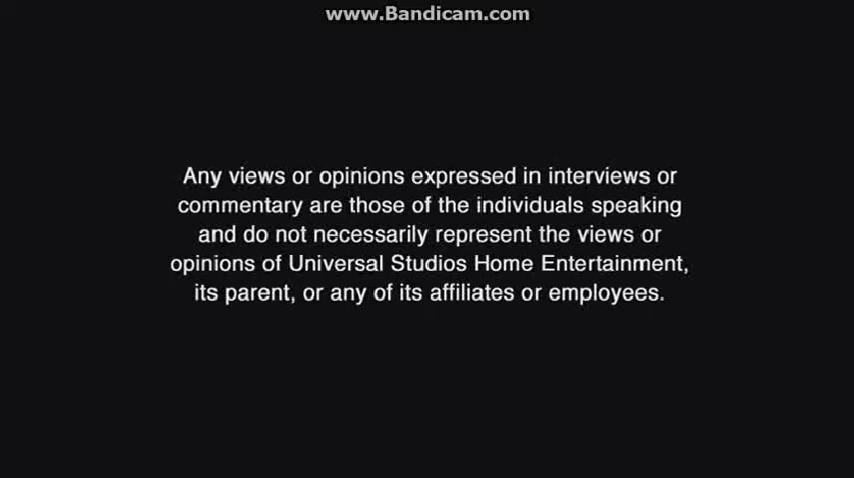 www.Bandicam.com
Any views or opinions expressed in interviews or
commentary are those of the individuals speaking
and do not necessarily represent the views or
opinions of Universal Studios Home Entertainment,
its parent, or any of its affiliates or employees.